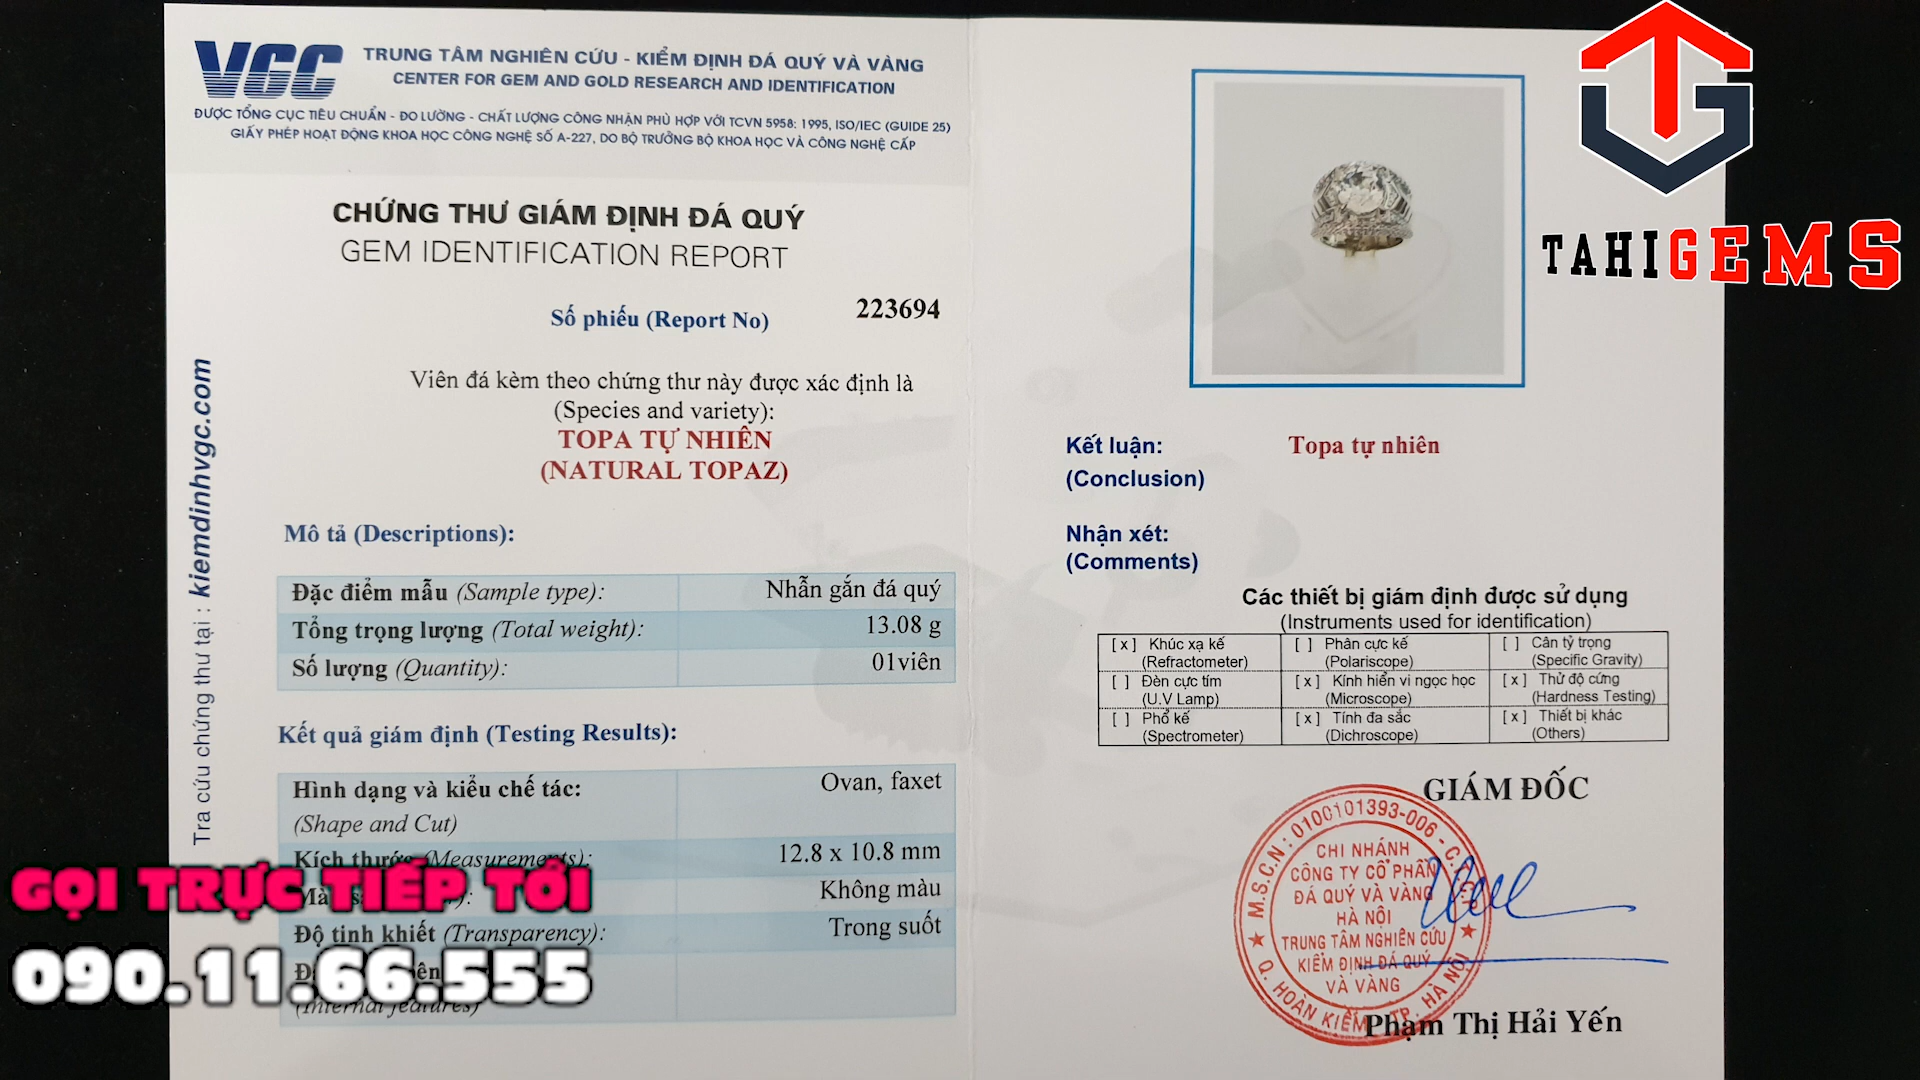 VGC
TRUNG TÂM NGHIÊN CỨU - KIỂM ĐỊNH ĐÁ QUÝ VÀ VÀNG
CENTER FOR GEM AND GOLD RESEARCH AND IDENTIFICATION
ĐƯỢC TỔNG CỤC TIÊU CHUẨN - ĐO LƯỜNG - CHẤT LƯỢNG CÔNG NHẬN PHÙ HỢP VỚI TCVN 5958: 1995, ISO/IEC (GUIDE 25)
GIẤY PHÉP HOẠT ĐỘNG KHOA HỌC CÔNG NGHỆ SỐ A-227, DO BỘ TRƯỞNG BỘ KHOA HỌC VÀ CÔNG NGHỆ CẤP
CHỨNG THƯ GIÁM ĐỊNH ĐÁ QUÝ
GEM IDENTIFICATION REPORT
Số phiếu (Report No) 223694
Viên đá kèm theo chứng thư này được xác định là
(Species and variety):
TOPA TỰ NHIÊN
(NATURAL TOPAZ)
Mô tả (Descriptions):
Đặc điểm mẫu (Sample type): Nhẫn gắn đá quý
Tổng trọng lượng (Total weight): 13.08 g
Số lượng (Quantity): 01viên
Kết quả giám định (Testing Results):
Hình dạng và kiểu chế tác: Ovan, faxet
(Shape and Cut)
Kích thước (Measurements): 12.8 x 10.8 mm
Không màu
Độ tinh khiết (Transparency): Trong suốt
(Internal features)
Tra cứu chứng thư tại : kiemdinhvgc.com
GỌI TRỰC TIẾP TỚI
090.11.66.555
TAHIGEMS
Kết luận: Topa tự nhiên
(Conclusion)
Nhận xét:
(Comments)
Các thiết bị giám định được sử dụng
(Instruments used for identification)
[x] Khúc xạ kế [ ] Phân cực kế [ ] Cân tỷ trọng
(Refractometer) (Polariscope) (Specific Gravity)
[ ] Đèn cực tím [x] Kính hiển vi ngọc học [x] Thử độ cứng
(U.V Lamp) (Microscope) (Hardness Testing)
[ ] Phổ kế [x] Tính đa sắc [x] Thiết bị khác
(Spectrometer) (Dichroscope) (Others)
GIÁM ĐỐC
M.S.C.N: 0100101393-006
CHI NHÁNH
CÔNG TY CỔ PHẦN
ĐÁ QUÝ VÀ VÀNG
HÀ NỘI
TRUNG TÂM NGHIÊN CỨU
KIỂM ĐỊNH ĐÁ QUÝ
VÀ VÀNG
Q. HOÀN KIẾM - TP. HÀ NỘI
Phạm Thị Hải Yến